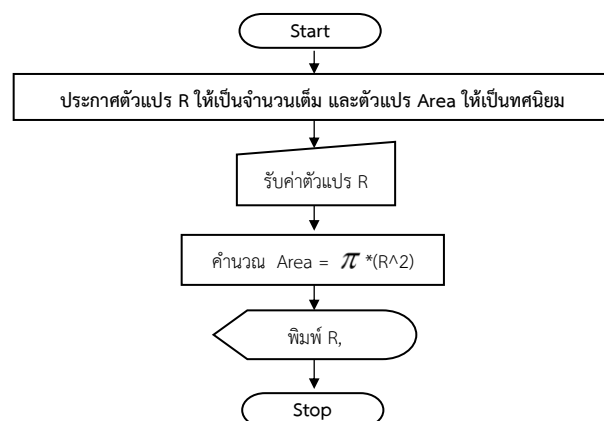 Start
ประกาศตัวแปร R ให้เป็นจำนวนเต็ม และตัวแปร Area ให้เป็นทศนิยม
รับค่าตัวแปร R
คำนวณ Area = π *(R^2)
พิมพ์ R,
Stop